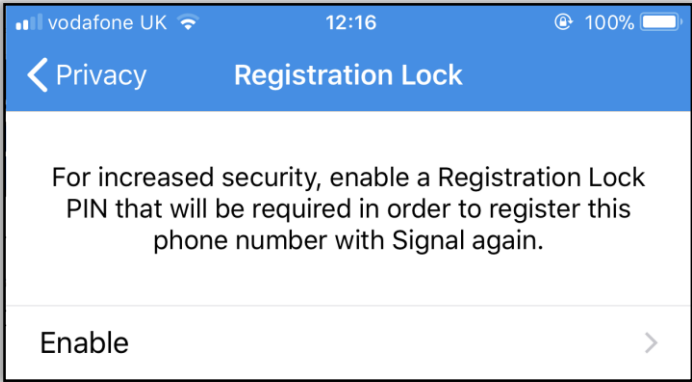 vodafone UK 12:16 100%
Privacy Registration Lock
For increased security, enable a Registration Lock
PIN that will be required in order to register this
phone number with Signal again.
Enable